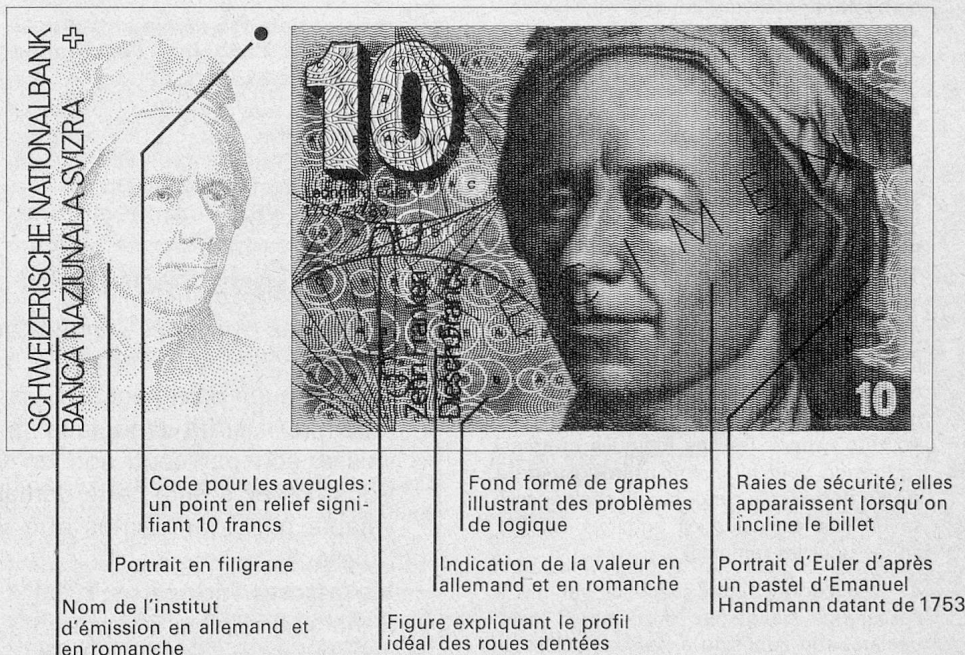 SCHWEIZERISCHE NATIONALBANK
BANCA NAZIUNALA SVIZRA
10
Leonhard Euler
1707–1783
Zehn Franken
Diesch Francs
10
Code pour les aveugles:
un point en relief signi-
fiant 10 francs
Portrait en filigrane
Nom de l'institut
d'émission en allemand et
en romanche
Fond formé de graphes
illustrant des problèmes
de logique
Indication de la valeur en
allemand et en romanche
Figure expliquant le profil
idéal des roues dentées
Raies de sécurité; elles
apparaissent lorsqu'on
incline le billet
Portrait d'Euler d'après
un pastel d'Emanuel
Handmann datant de 1753